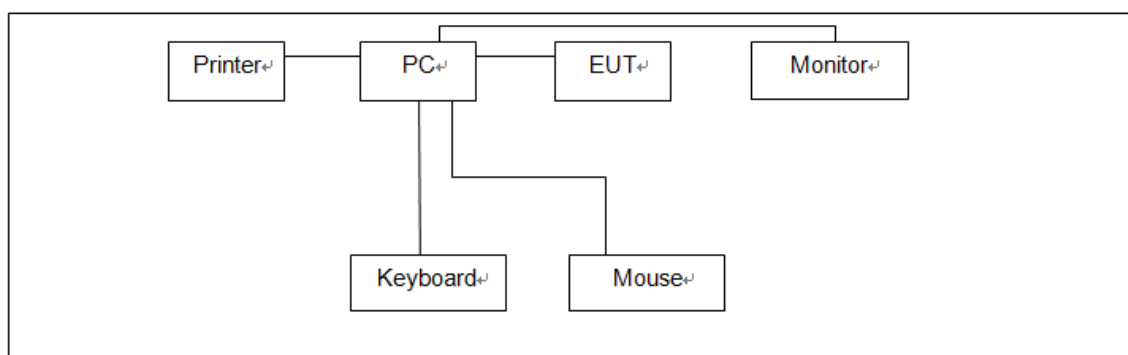 Printer
PC
EUT
Monitor
Keyboard
Mouse